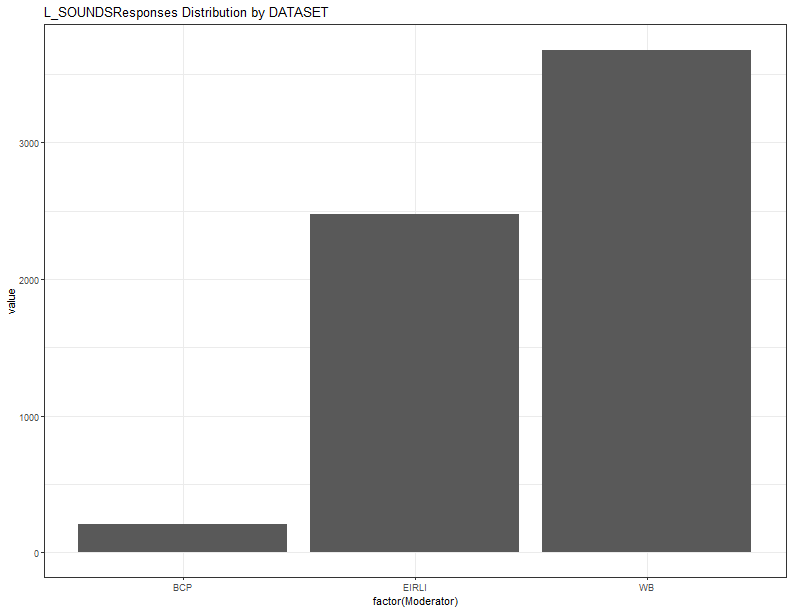 L_SOUNDSResponses Distribution by DATASET
value
3000
2000
1000
0
BCP
EIRLI
WB
factor(Moderator)